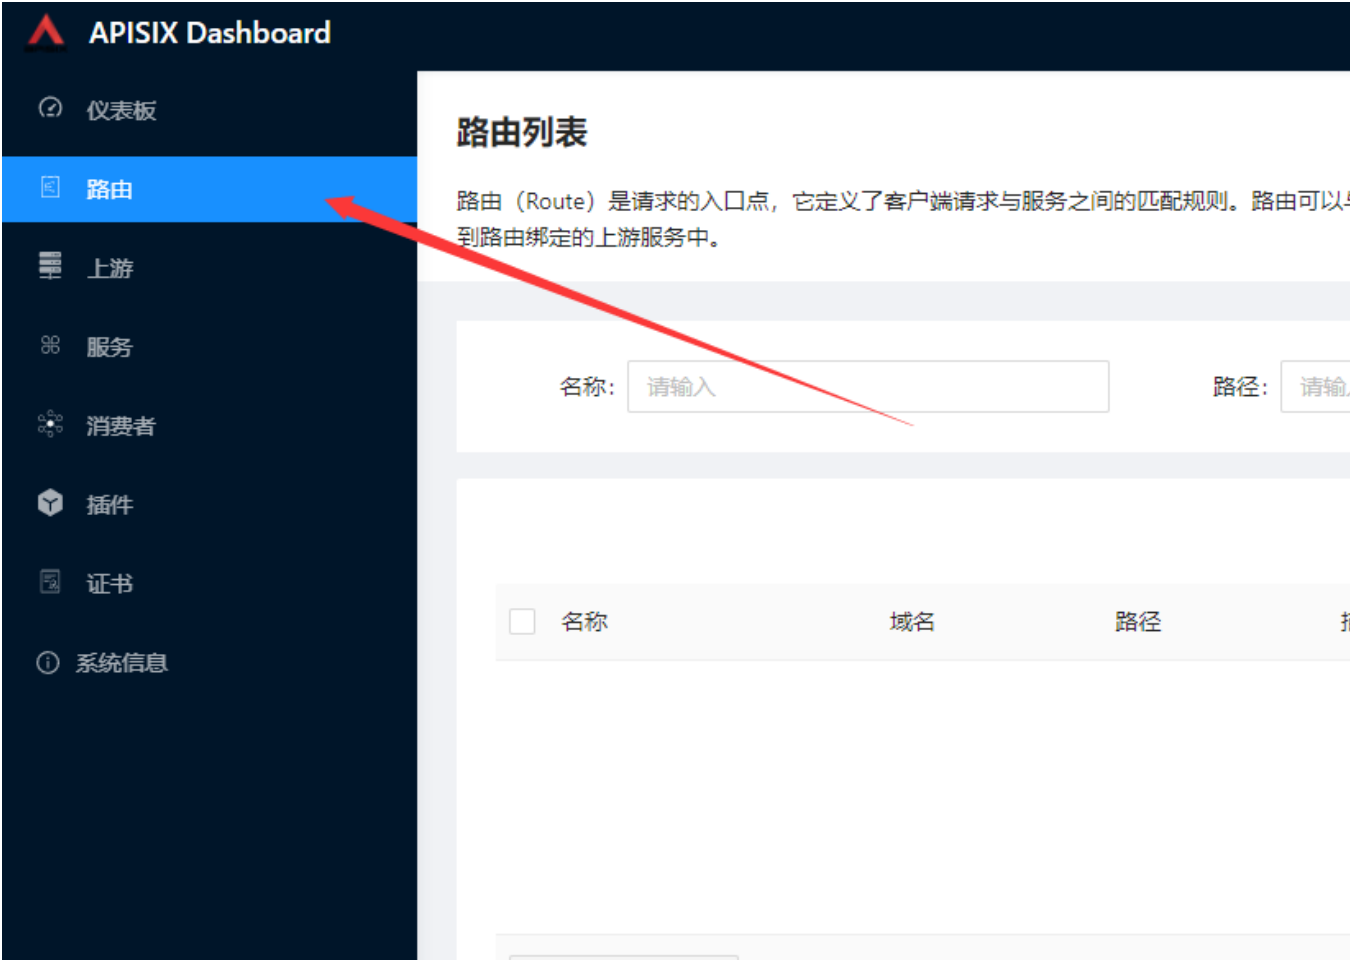 APISIX Dashboard
仪表板
路由
上游
服务
消费者
插件
证书
系统信息
路由列表
路由（Route）是请求的入口点，它定义了客户端请求与服务之间的匹配规则。路由可以
到路由绑定的上游服务中。
名称: 请输入 路径: 请输
名称 域名 路径